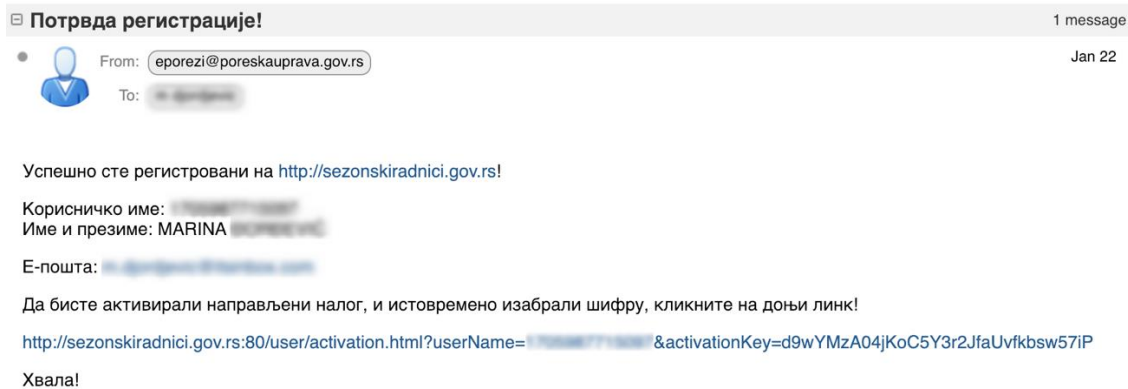 Потрвда регистрације!
1 message
From: eporezi@poreskauprava.gov.rs
Jan 22
To:
Успешно сте регистровани на http://sezonskiradnici.gov.rs!
Корисничко име:
Име и презиме: MARINA
Е-пошта:
Да бисте активирали направљени налог, и истовремено изабрали шифру, кликните на доњи линк!
http://sezonskiradnici.gov.rs:80/user/activation.html?userName= &activationKey=d9wYMzA04jKoC5Y3r2JfaUvfkbsw57iP
Хвала!